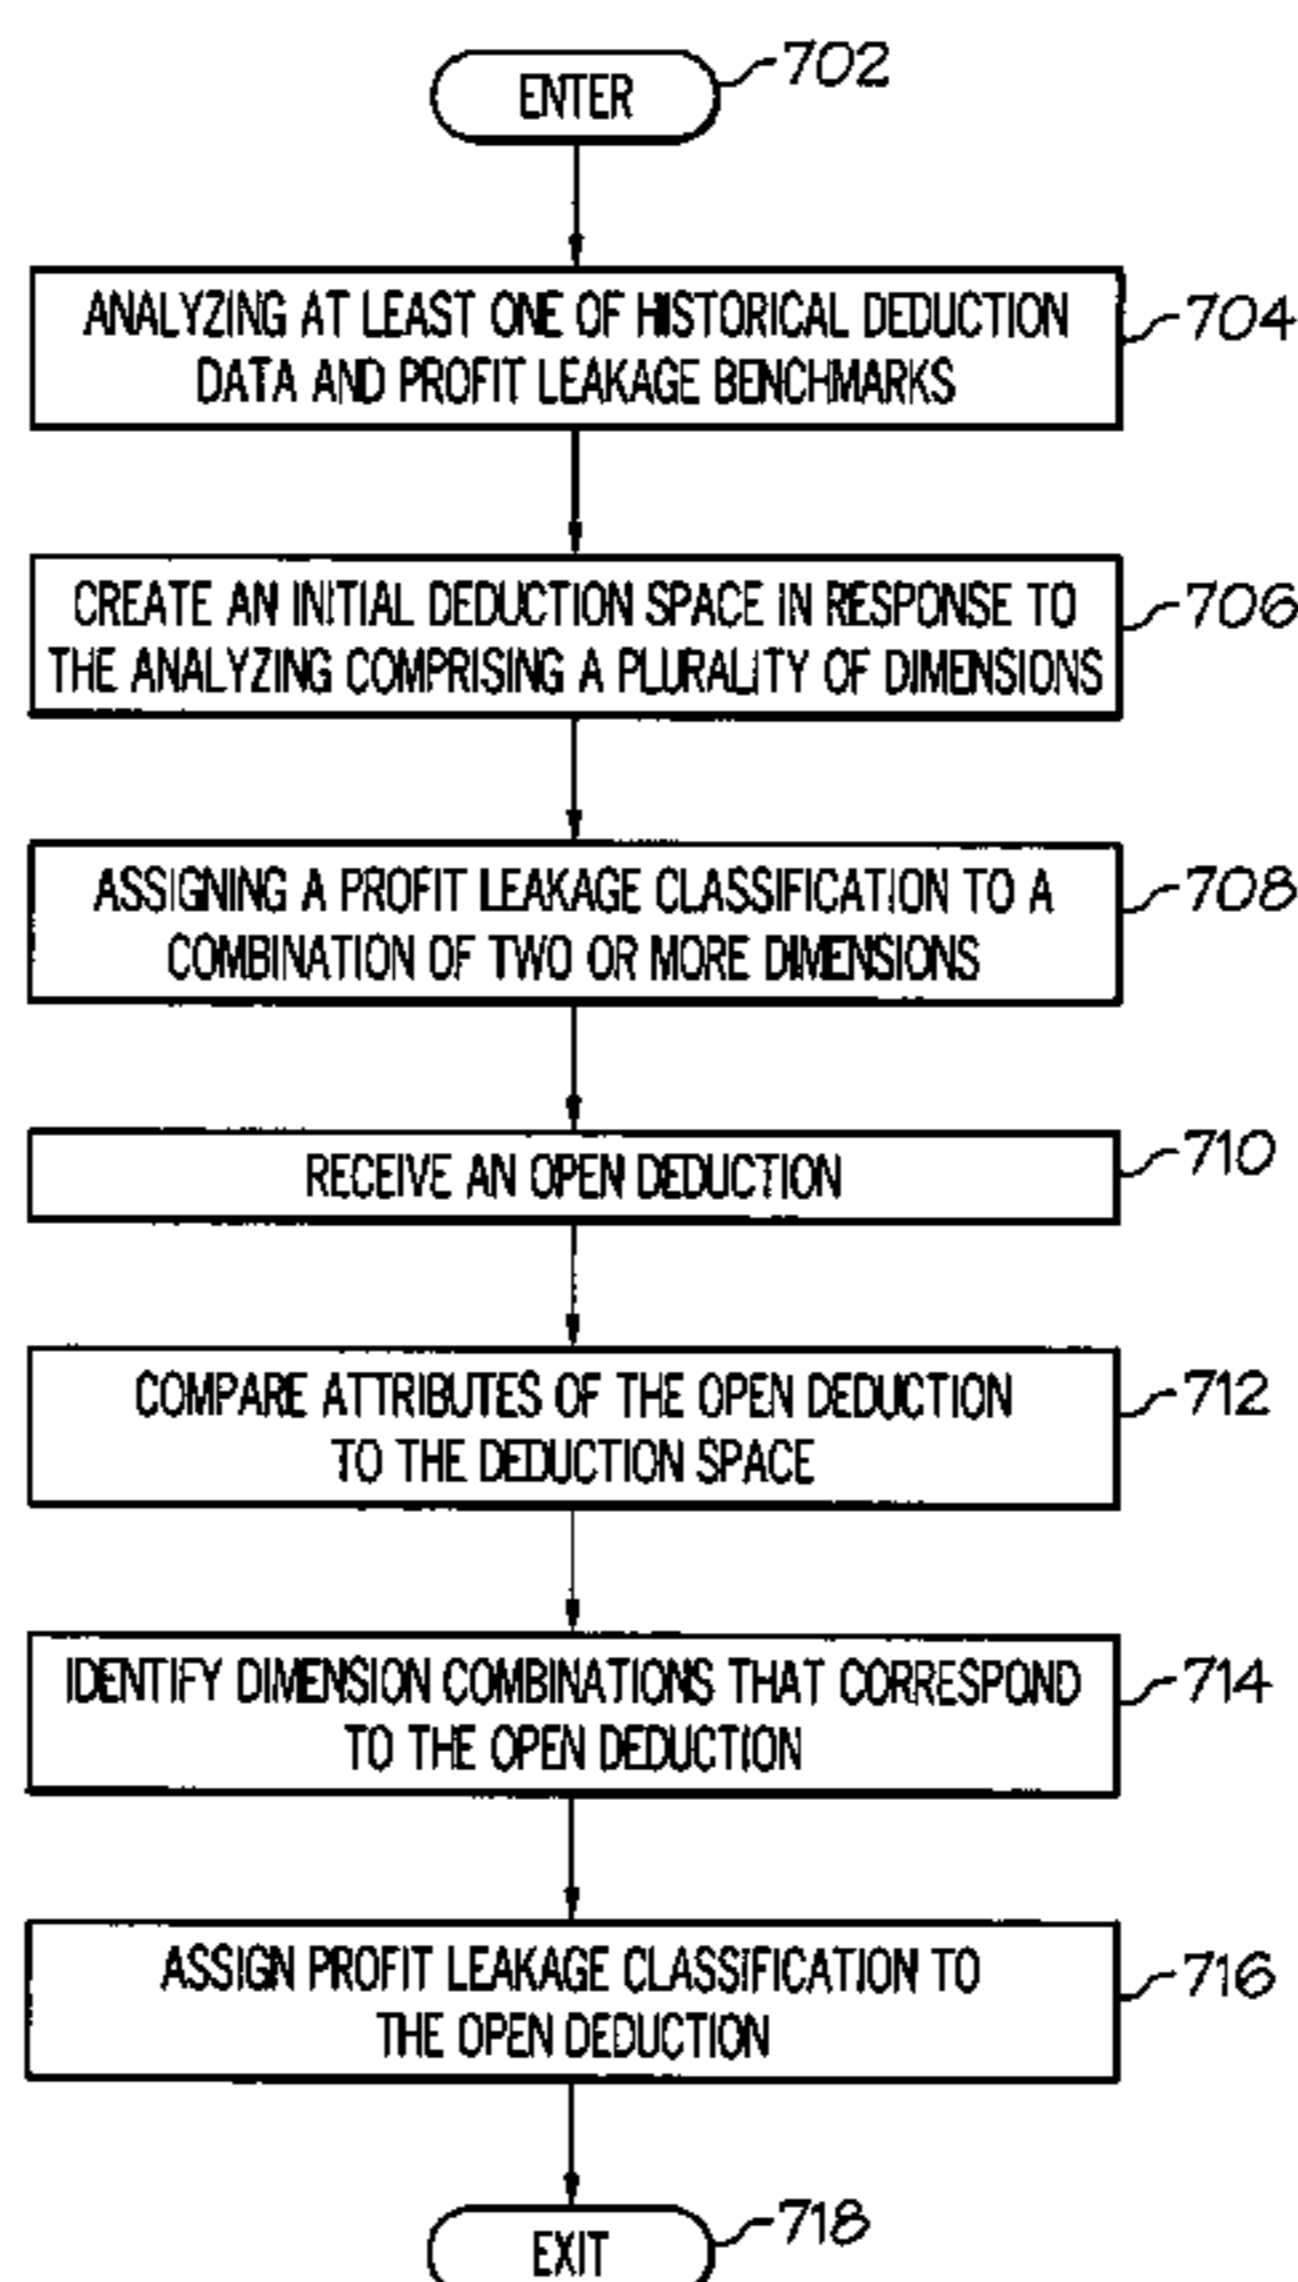 ENTER
702
ANALYZING AT LEAST ONE OF HISTORICAL DEDUCTION
DATA AND PROFIT LEAKAGE BENCHMARKS
704
CREATE AN INITIAL DEDUCTION SPACE IN RESPONSE TO
THE ANALYZING COMPRISING A PLURALITY OF DIMENSIONS
706
ASSIGNING A PROFIT LEAKAGE CLASSIFICATION TO A
COMBINATION OF TWO OR MORE DIMENSIONS
708
RECEIVE AN OPEN DEDUCTION
710
COMPARE ATTRIBUTES OF THE OPEN DEDUCTION
TO THE DEDUCTION SPACE
712
IDENTIFY DIMENSION COMBINATIONS THAT CORRESPOND
TO THE OPEN DEDUCTION
714
ASSIGN PROFIT LEAKAGE CLASSIFICATION TO
THE OPEN DEDUCTION
716
EXIT
718